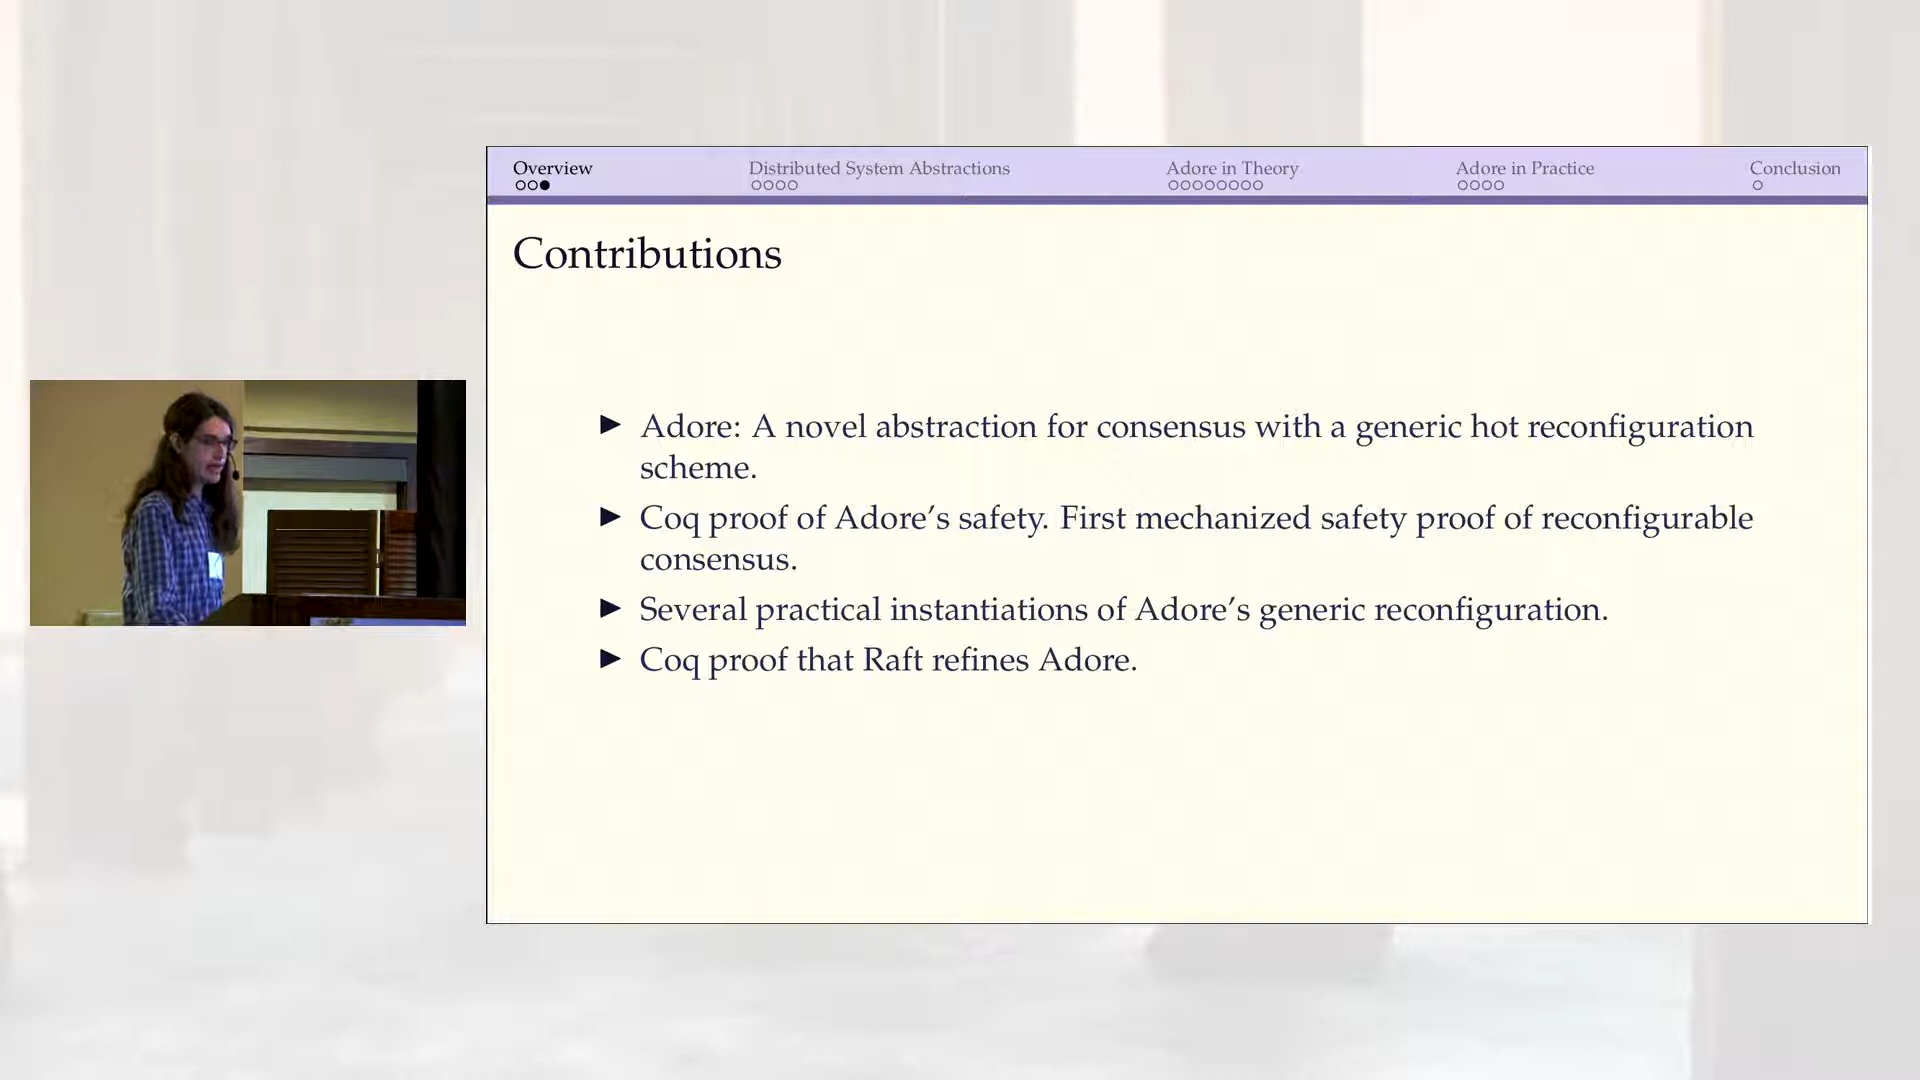 Overview
Distributed System Abstractions
Adore in Theory
Adore in Practice
Conclusion
Contributions
► Adore: A novel abstraction for consensus with a generic hot reconfiguration
scheme.
► Coq proof of Adore's safety. First mechanized safety proof of reconfigurable
consensus.
► Several practical instantiations of Adore's generic reconfiguration.
► Coq proof that Raft refines Adore.